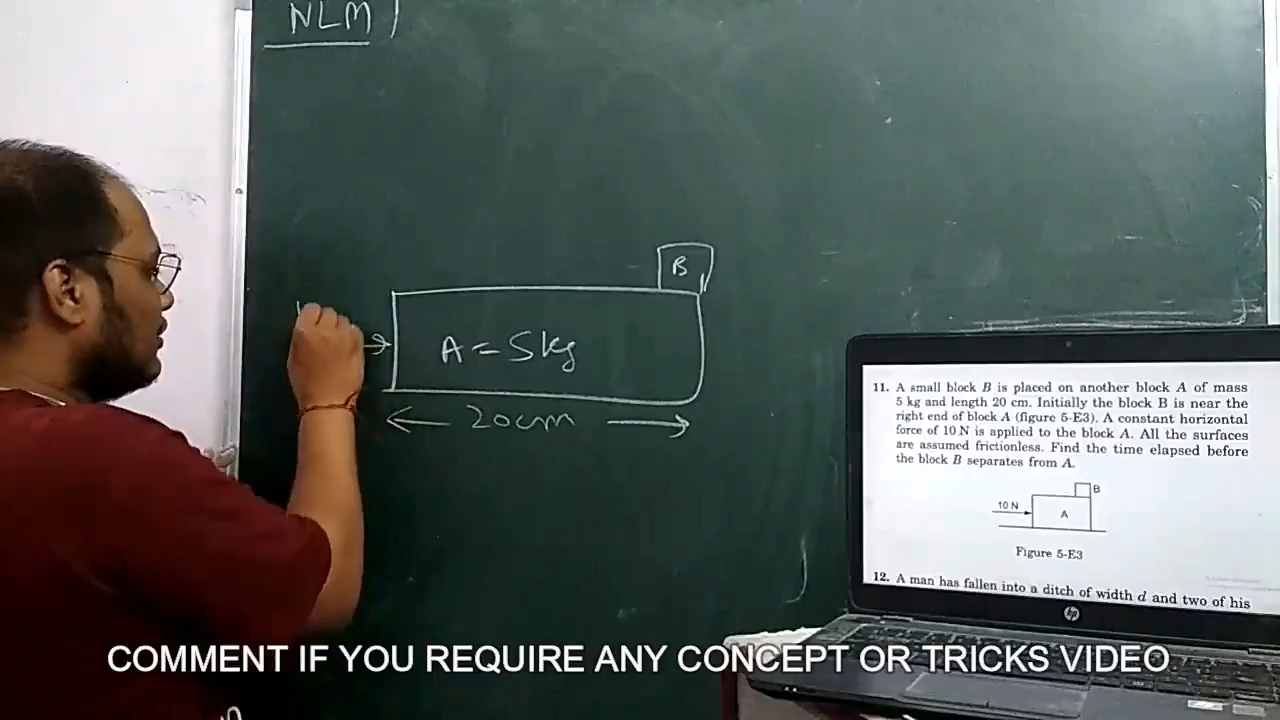 NLM
B
A = 5 kg
20 cm
11. A small block B is placed on another block A of mass
5 kg and length 20 cm. Initially the block B is near the
right end of block A (figure 5-E3). A constant horizontal
force of 10 N is applied to the block A. All the surfaces
are assumed frictionless. Find the time elapsed before
the block B separates from A.
B
10 N
A
Figure 5-E3
12. A man has fallen into a ditch of width d and two of his
hp
COMMENT IF YOU REQUIRE ANY CONCEPT OR TRICKS VIDEO